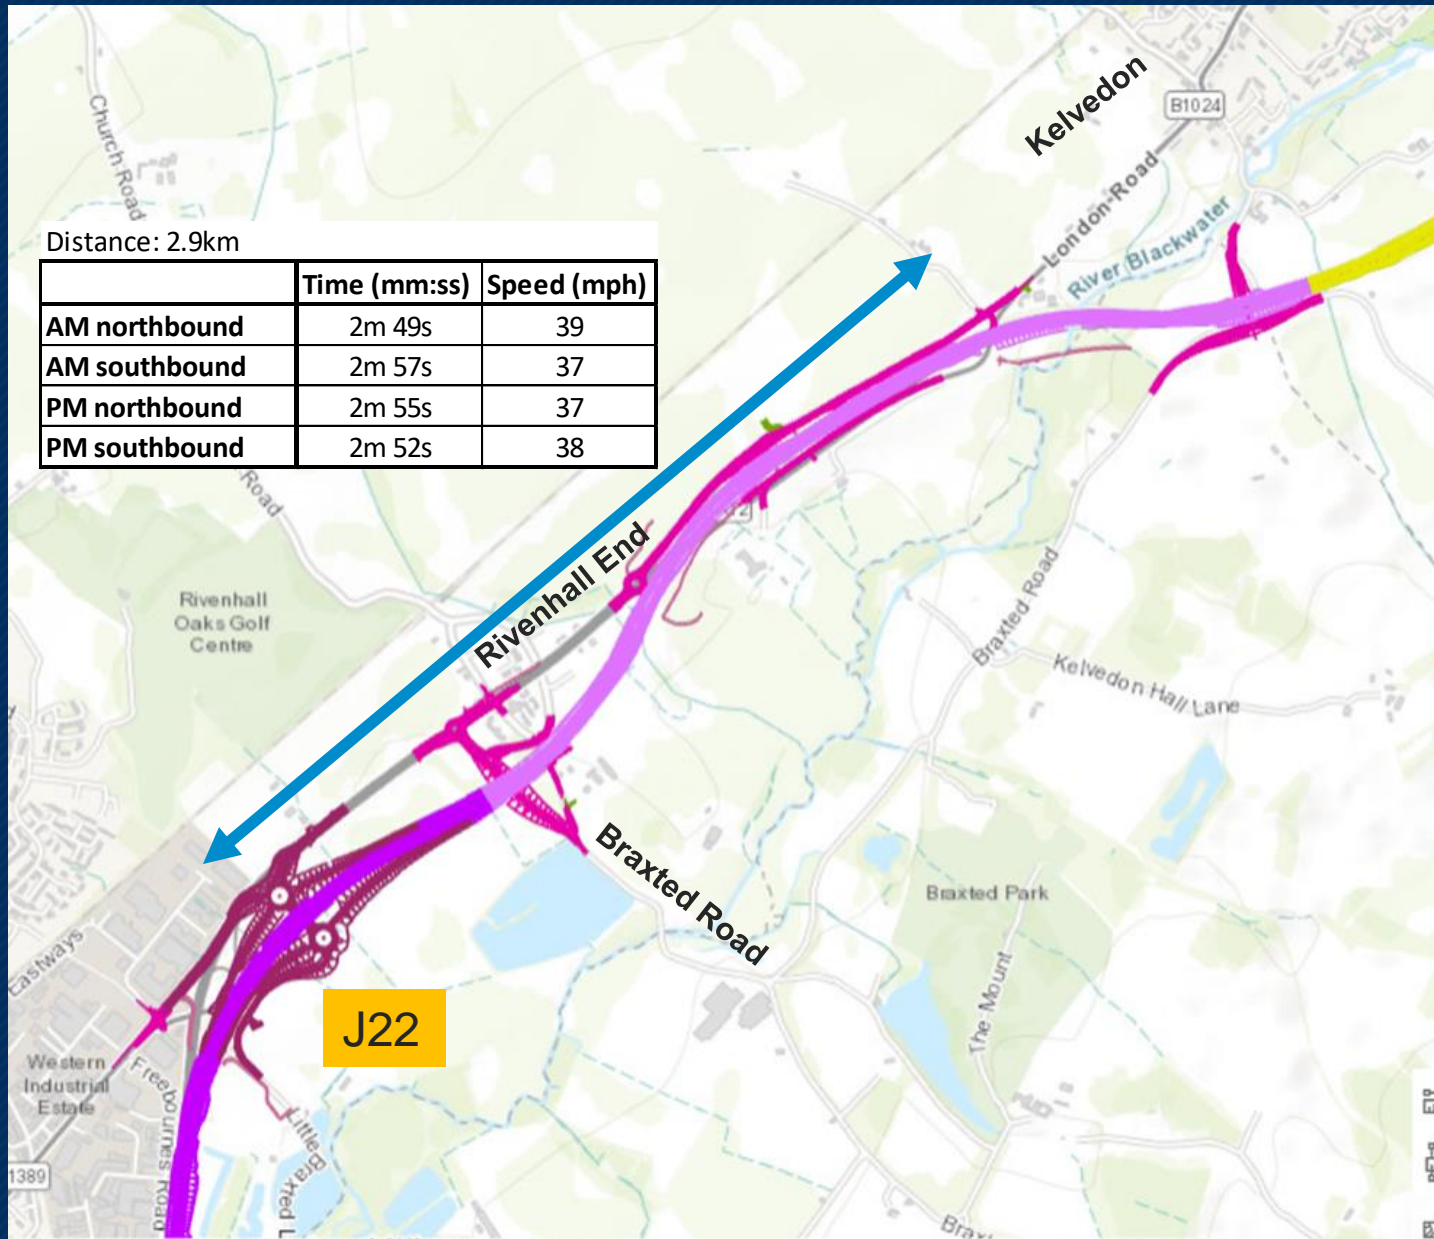 Kelvedon
B1024
Church Road
London Road
River Blackwater
Distance: 2.9km
Time (mm:ss) Speed (mph)
AM northbound 2m 49s 39
AM southbound 2m 57s 37
PM northbound 2m 55s 37
PM southbound 2m 52s 38
Road
Rivenhall End
Rivenhall
Oaks Golf
Centre
Braxted Road
Kelvedon Hall Lane
Braxted Road
Braxted Park
Eastways
The Mount
J22
Western
Industrial
Estate
Freebournes Road
Little Braxted L
1389
Brax